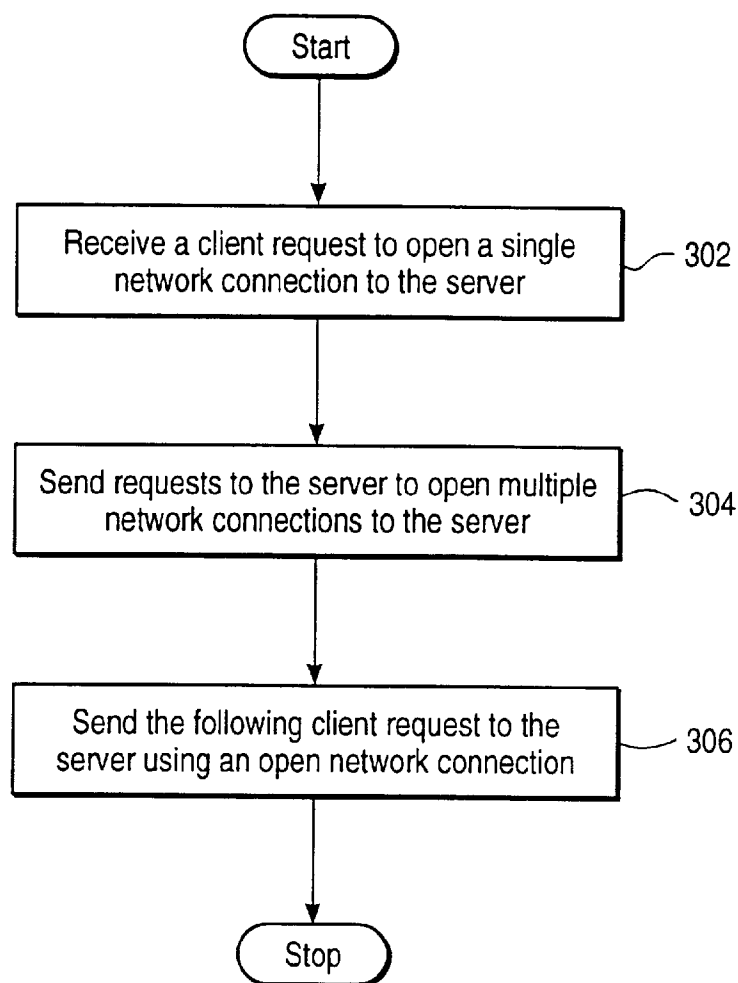 Start
Receive a client request to open a single
network connection to the server
302
Send requests to the server to open multiple
network connections to the server
304
Send the following client request to the
server using an open network connection
306
Stop